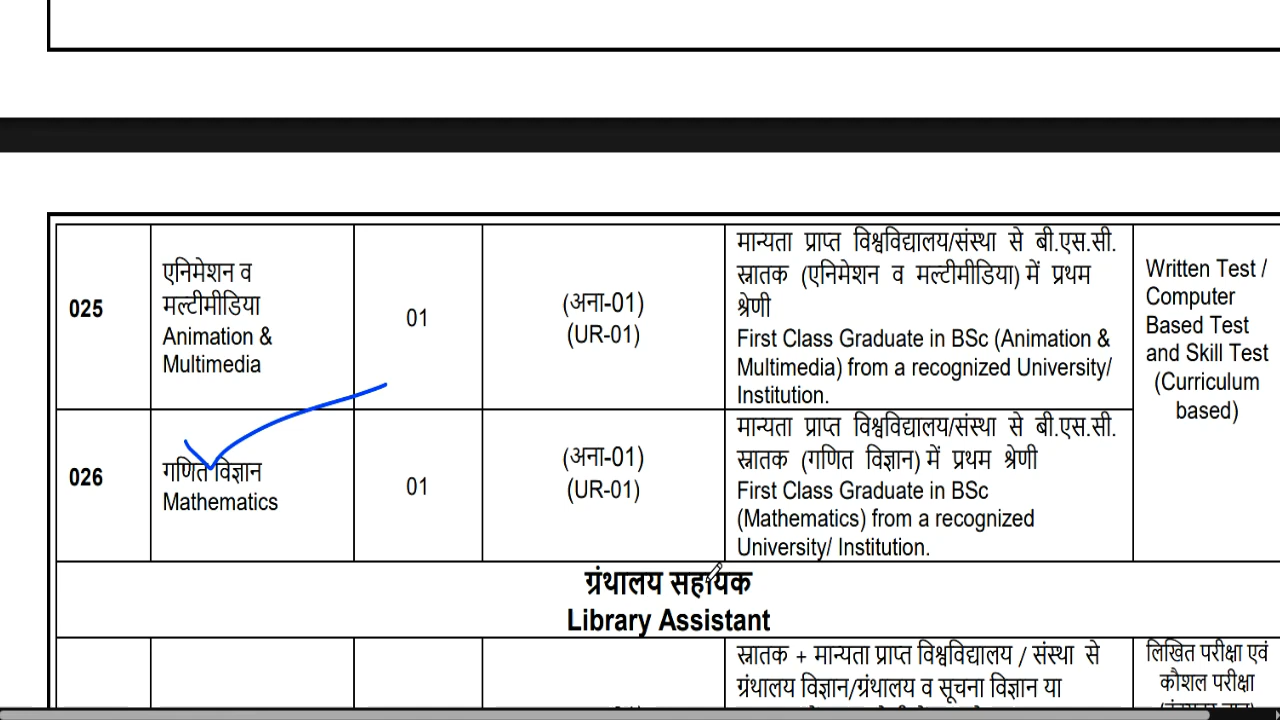 025
एनिमेशन व
मल्टीमीडिया
Animation &
Multimedia
01
(अना-01)
(UR-01)
मान्यता प्राप्त विश्वविद्यालय/संस्था से बी.एस.सी.
स्नातक (एनिमेशन व मल्टीमीडिया) में प्रथम
श्रेणी
First Class Graduate in BSc (Animation &
Multimedia) from a recognized University/
Institution.
Written Test /
Computer
Based Test
and Skill Test
(Curriculum
based)
026
गणित विज्ञान
Mathematics
01
(अना-01)
(UR-01)
मान्यता प्राप्त विश्वविद्यालय/संस्था से बी.एस.सी.
स्नातक (गणित विज्ञान) में प्रथम श्रेणी
First Class Graduate in BSc
(Mathematics) from a recognized
University/ Institution.
ग्रंथालय सहायक
Library Assistant
स्नातक + मान्यता प्राप्त विश्वविद्यालय / संस्था से
ग्रंथालय विज्ञान/ग्रंथालय व सूचना विज्ञान या
लिखित परीक्षा एवं
कौशल परीक्षा